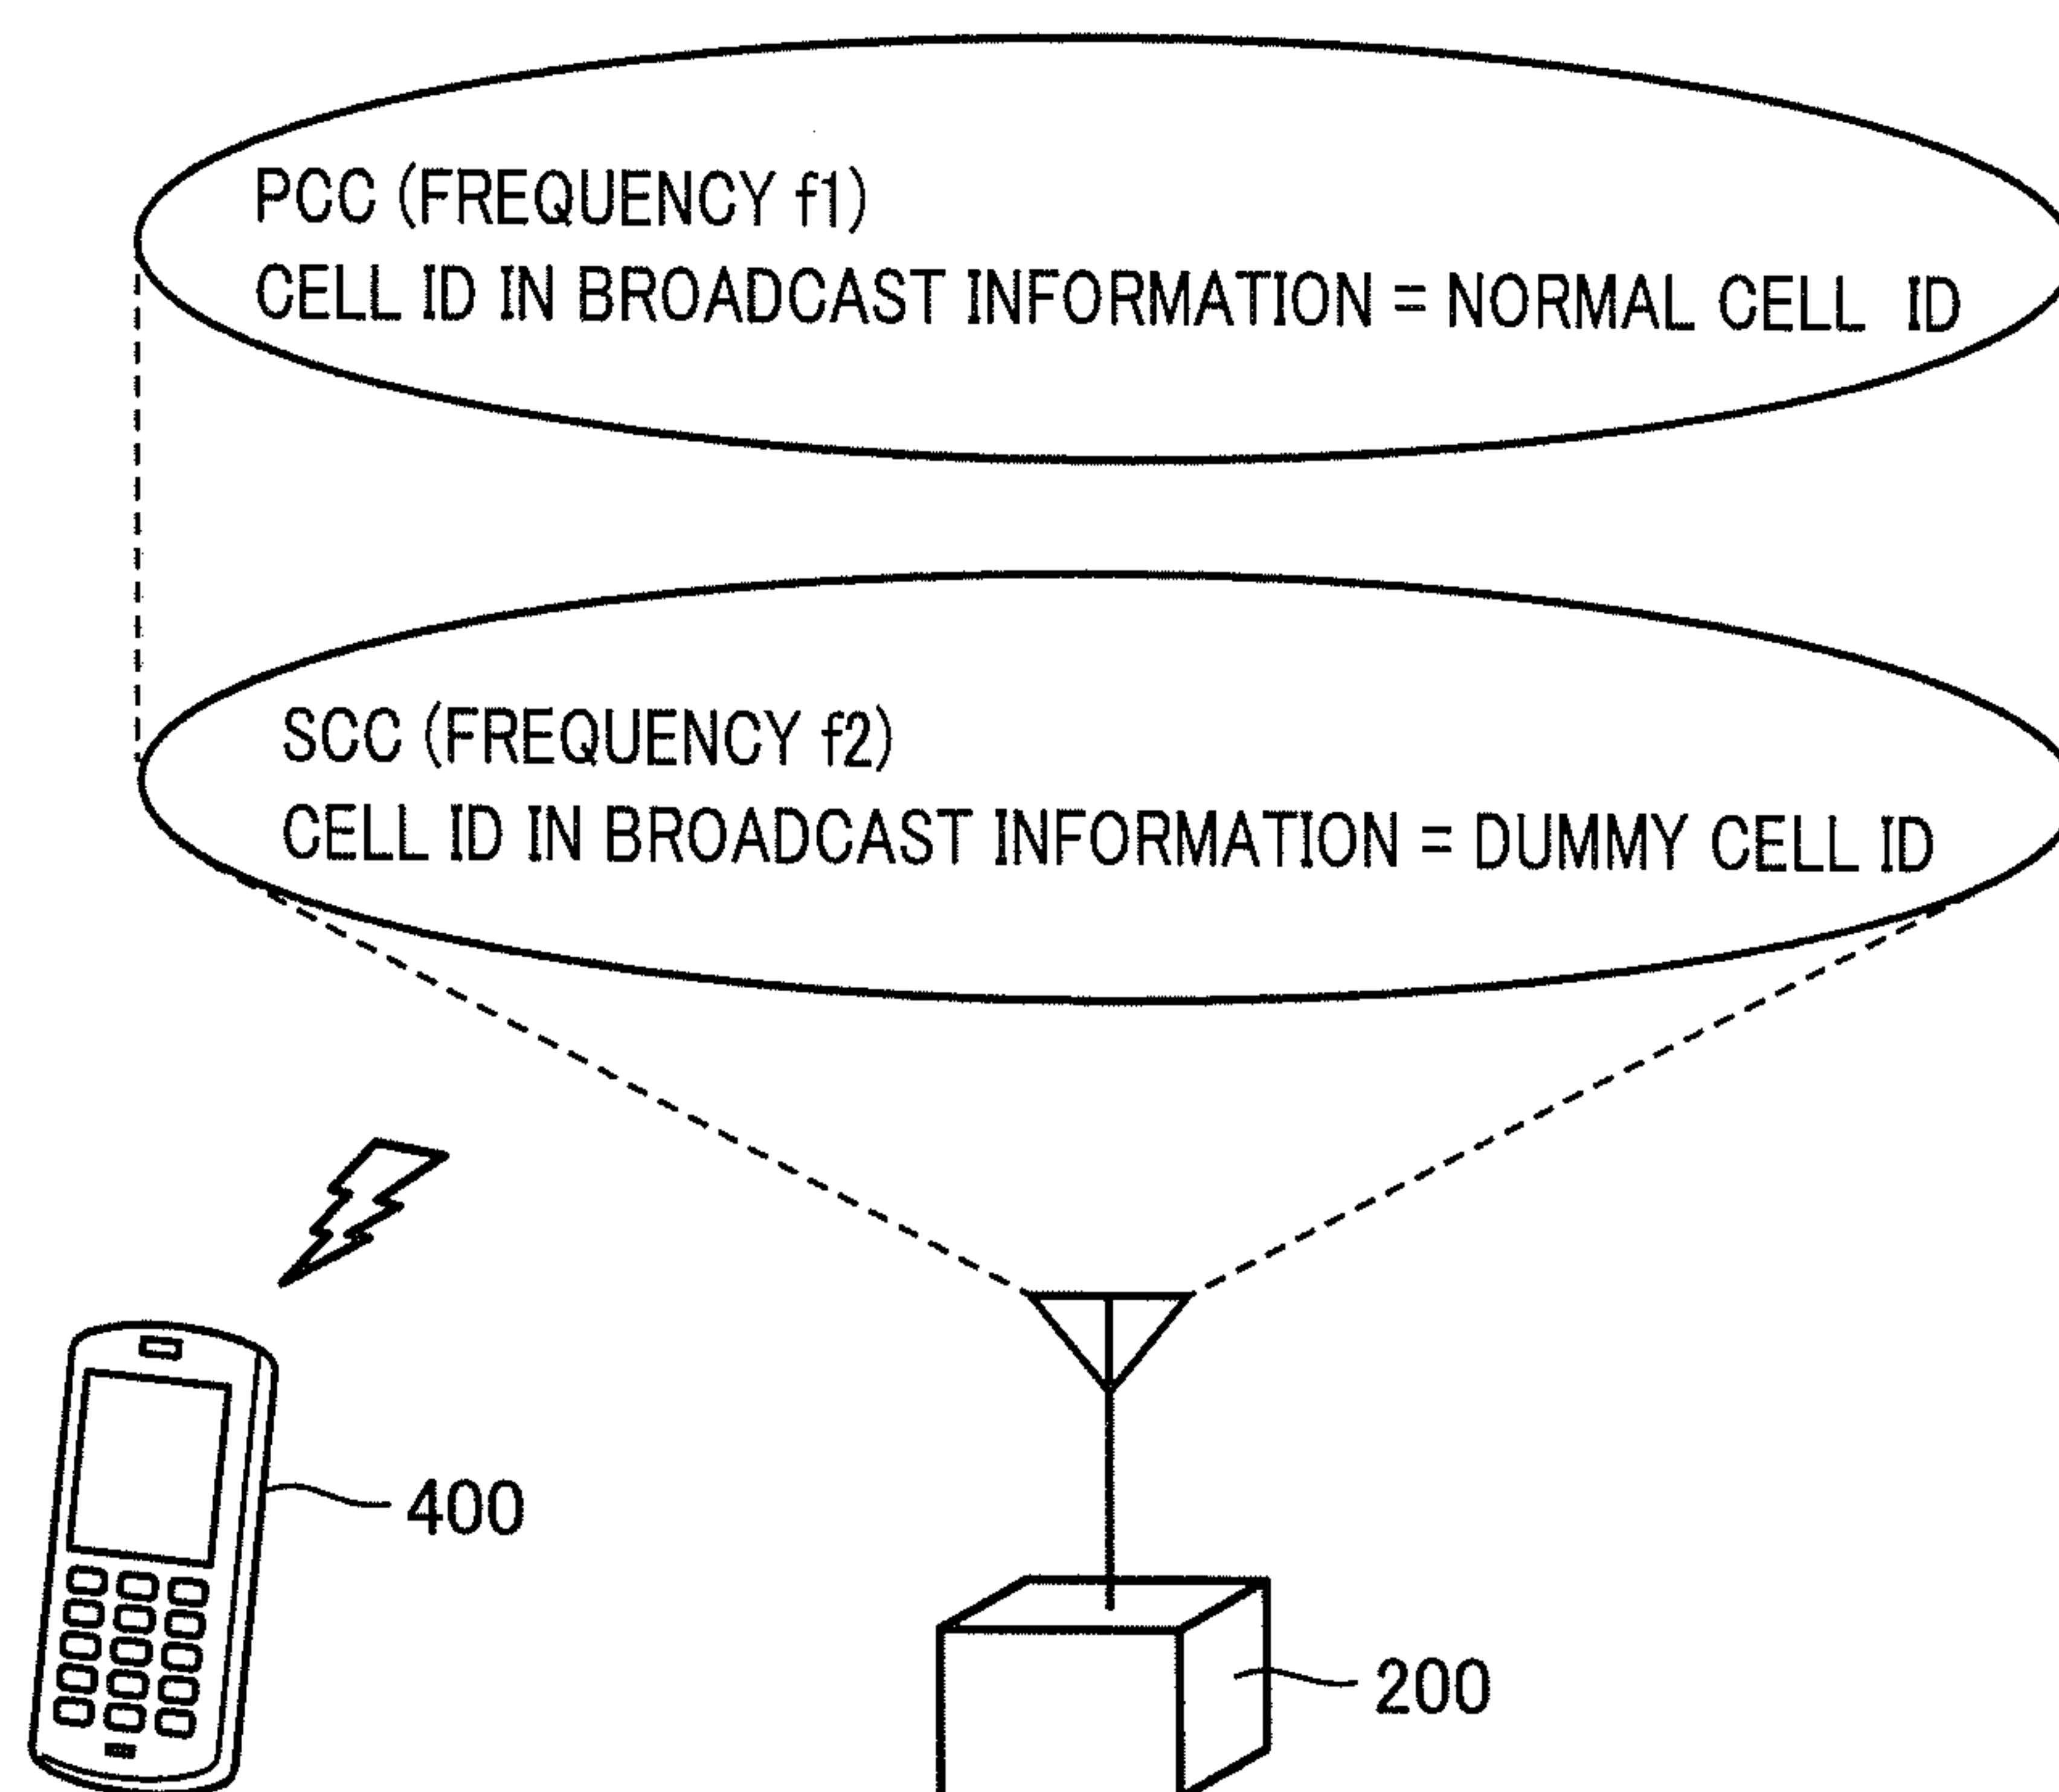 PCC (FREQUENCY f1)
CELL ID IN BROADCAST INFORMATION = NORMAL CELL ID
SCC (FREQUENCY f2)
CELL ID IN BROADCAST INFORMATION = DUMMY CELL ID
400
200